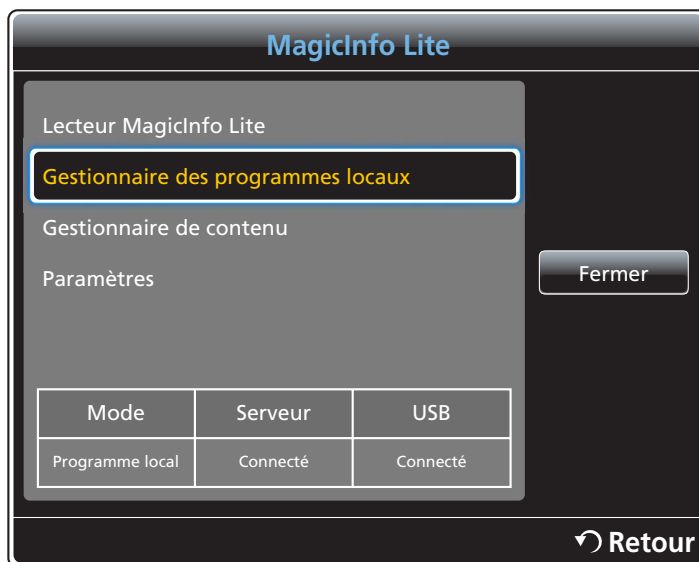 MagicInfo Lite
Lecteur MagicInfo Lite
Gestionnaire des programmes locaux
Gestionnaire de contenu
Paramètres
Fermer
Mode Serveur USB
Programme local Connecté Connecté
Retour